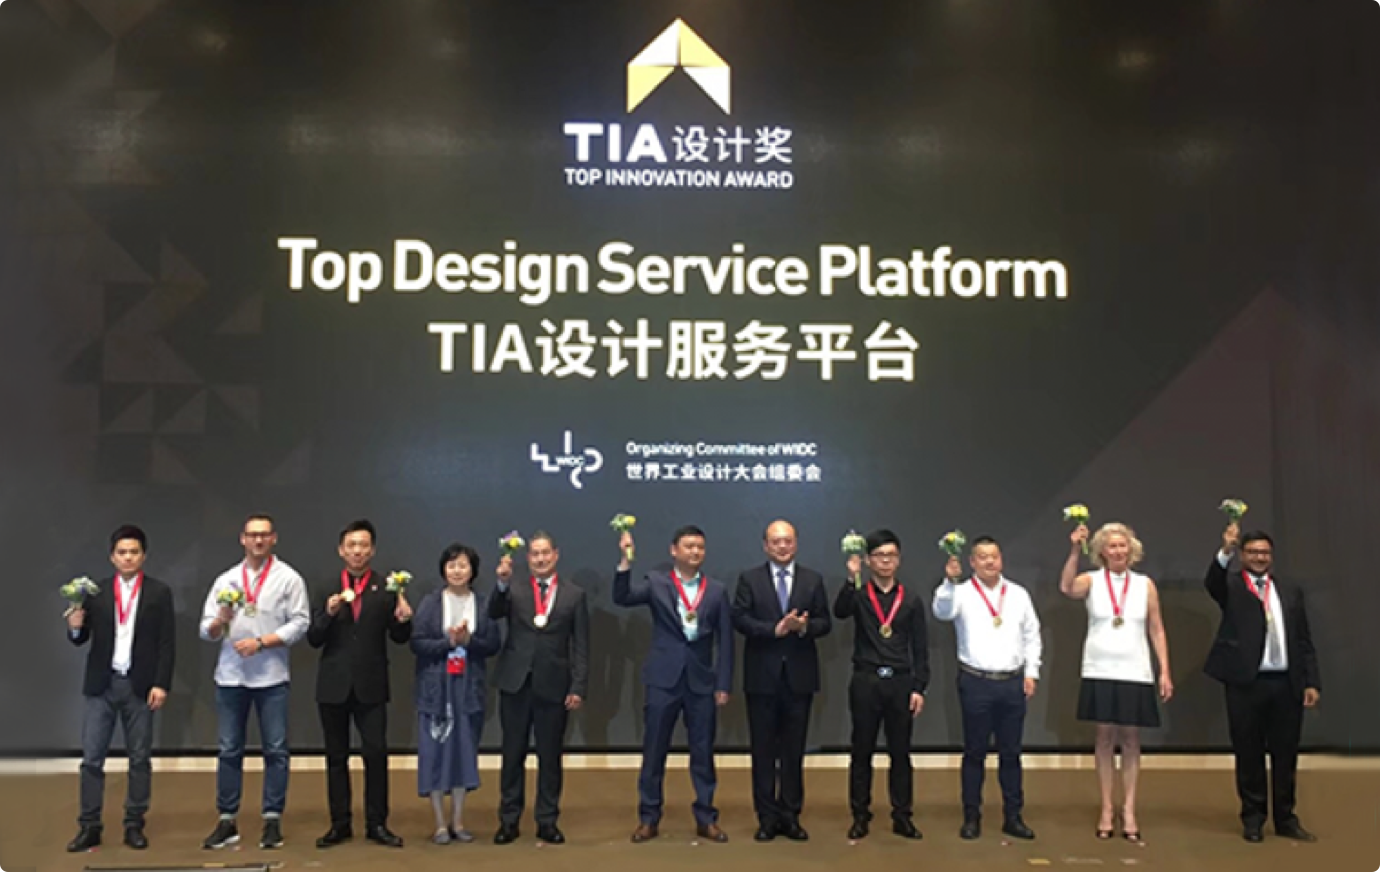 TIA设计奖
TOP INNOVATION AWARD
Top Design Service Platform
TIA设计服务平台
WIDC
Organizing Committee of WIDC
世界工业设计大会组委会